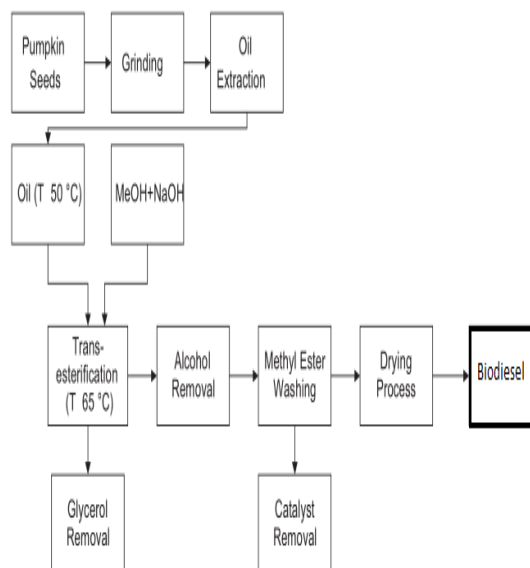 Pumpkin
Seeds
Grinding
Oil
Extraction
Oil (T 50 °C)
MeOH+NaOH
Trans-
esterification
(T 65 °C)
Alcohol
Removal
Methyl Ester
Washing
Drying
Process
Biodiesel
Glycerol
Removal
Catalyst
Removal